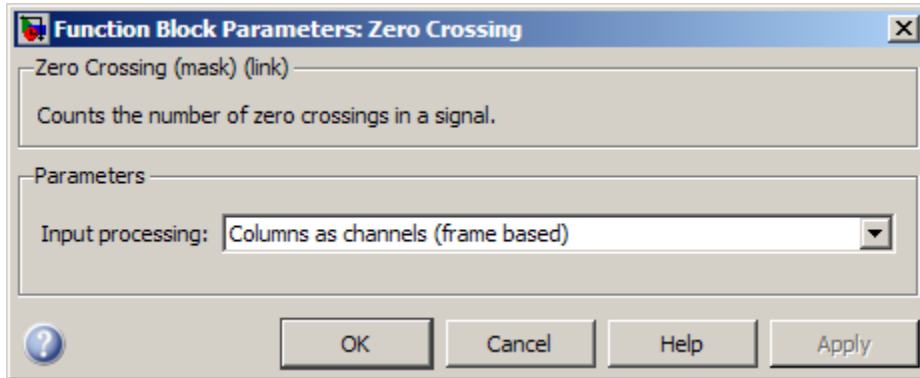 Function Block Parameters: Zero Crossing
Zero Crossing (mask) (link)
Counts the number of zero crossings in a signal.
Parameters
Input processing: Columns as channels (frame based)
? OK Cancel Help Apply